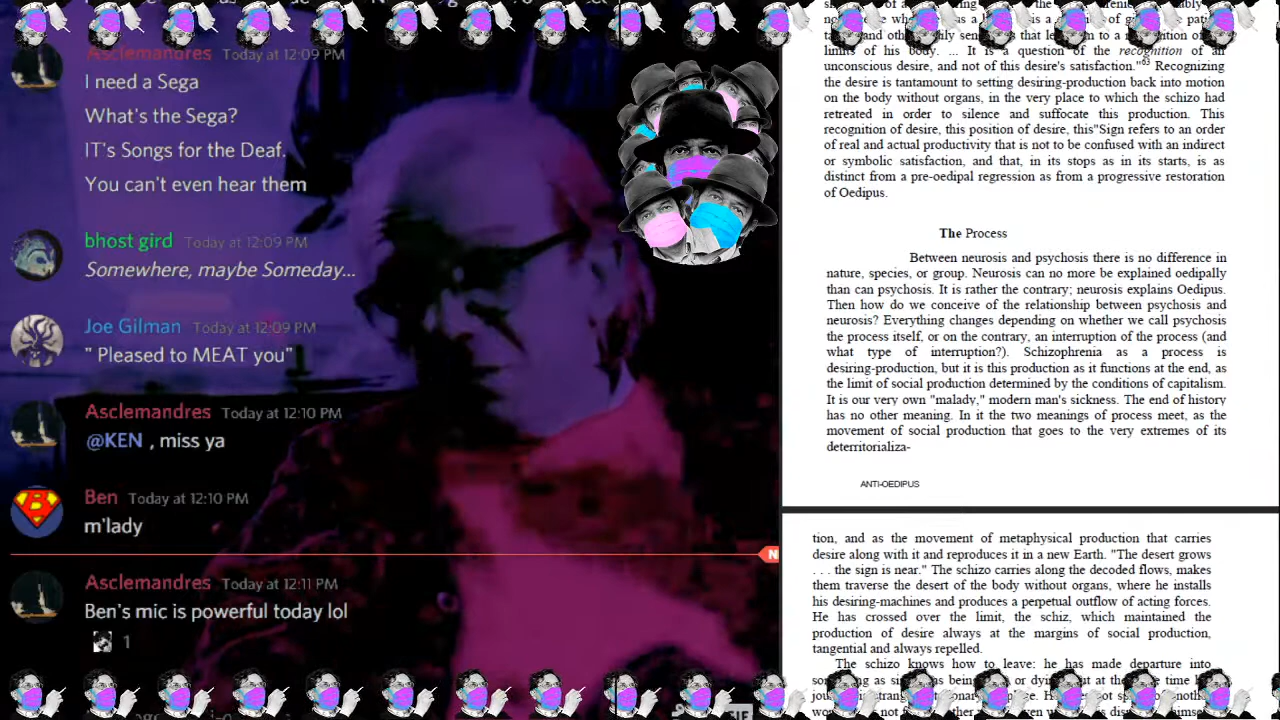 Asclemandres Today at 12:09 PM
I need a Sega
What's the Sega?
IT's Songs for the Deaf.
You can't even hear them
bhost gird Today at 12:09 PM
Somewhere, maybe Someday...
Joe Gilman Today at 12:09 PM
" Pleased to MEAT you"
Asclemandres Today at 12:10 PM
@KEN , miss ya
Ben Today at 12:10 PM
m'lady
N
Asclemandres Today at 12:11 PM
Ben's mic is powerful today lol
1
limits of his body. ... It is a question of the recognition of an
unconscious desire, and not of this desire's satisfaction."63 Recognizing
the desire is tantamount to setting desiring-production back into motion
on the body without organs, in the very place to which the schizo had
retreated in order to silence and suffocate this production. This
recognition of desire, this position of desire, this"Sign refers to an order
of real and actual productivity that is not to be confused with an indirect
or symbolic satisfaction, and that, in its stops as in its starts, is as
distinct from a pre-oedipal regression as from a progressive restoration
of Oedipus.
The Process
Between neurosis and psychosis there is no difference in
nature, species, or group. Neurosis can no more be explained oedipally
than can psychosis. It is rather the contrary; neurosis explains Oedipus.
Then how do we conceive of the relationship between psychosis and
neurosis? Everything changes depending on whether we call psychosis
the process itself, or on the contrary, an interruption of the process (and
what type of interruption?). Schizophrenia as a process is
desiring-production, but it is this production as it functions at the end, as
the limit of social production determined by the conditions of capitalism.
It is our very own "malady," modern man's sickness. The end of history
has no other meaning. In it the two meanings of process meet, as the
movement of social production that goes to the very extremes of its
deterritorializa-
ANTI-OEDIPUS
tion, and as the movement of metaphysical production that carries
desire along with it and reproduces it in a new Earth. "The desert grows
. . . the sign is near." The schizo carries along the decoded flows, makes
them traverse the desert of the body without organs, where he installs
his desiring-machines and produces a perpetual outflow of acting forces.
He has crossed over the limit, the schiz, which maintained the
production of desire always at the margins of social production,
tangential and always repelled.
The schizo knows how to leave: he has made departure into